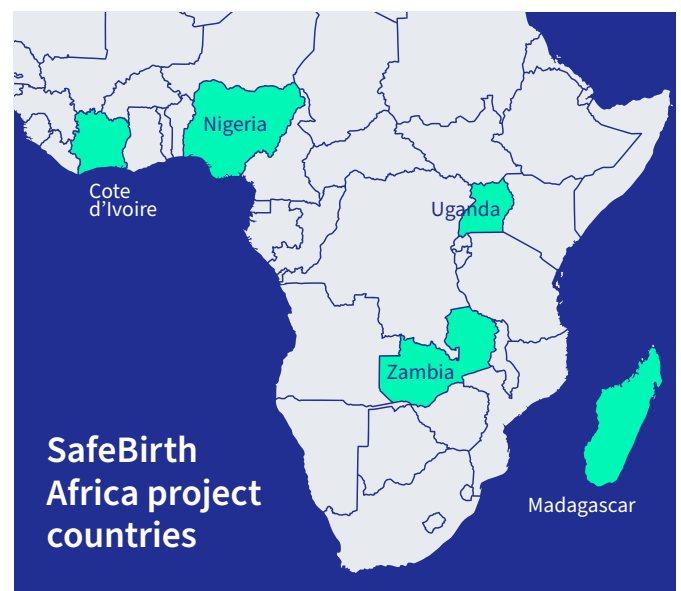 Nigeria
Cote
d’Ivoire
Uganda
Zambia
SafeBirth
Africa project
countries
Madagascar